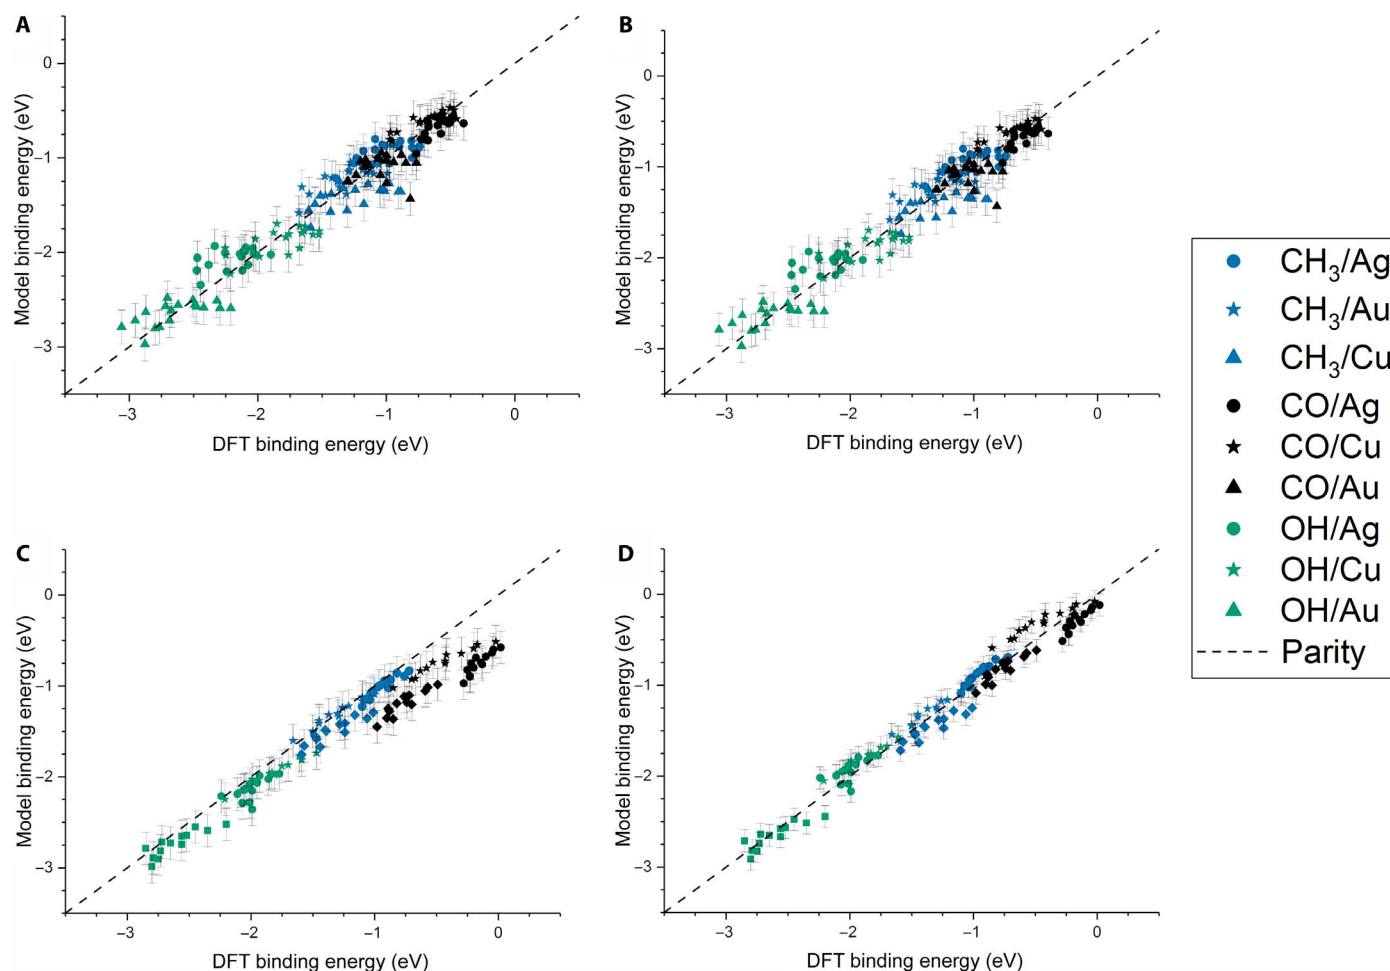 A
0
−1
−2
−3
Model binding energy (eV)
−3 −2 −1 0
DFT binding energy (eV)
B
0
−1
−2
−3
Model binding energy (eV)
−3 −2 −1 0
DFT binding energy (eV)
CH₃/Ag
CH₃/Au
CH₃/Cu
CO/Ag
CO/Cu
CO/Au
OH/Ag
OH/Cu
OH/Au
Parity
C
0
−1
−2
−3
Model binding energy (eV)
−3 −2 −1 0
DFT binding energy (eV)
D
0
−1
−2
−3
Model binding energy (eV)
−3 −2 −1 0
DFT binding energy (eV)